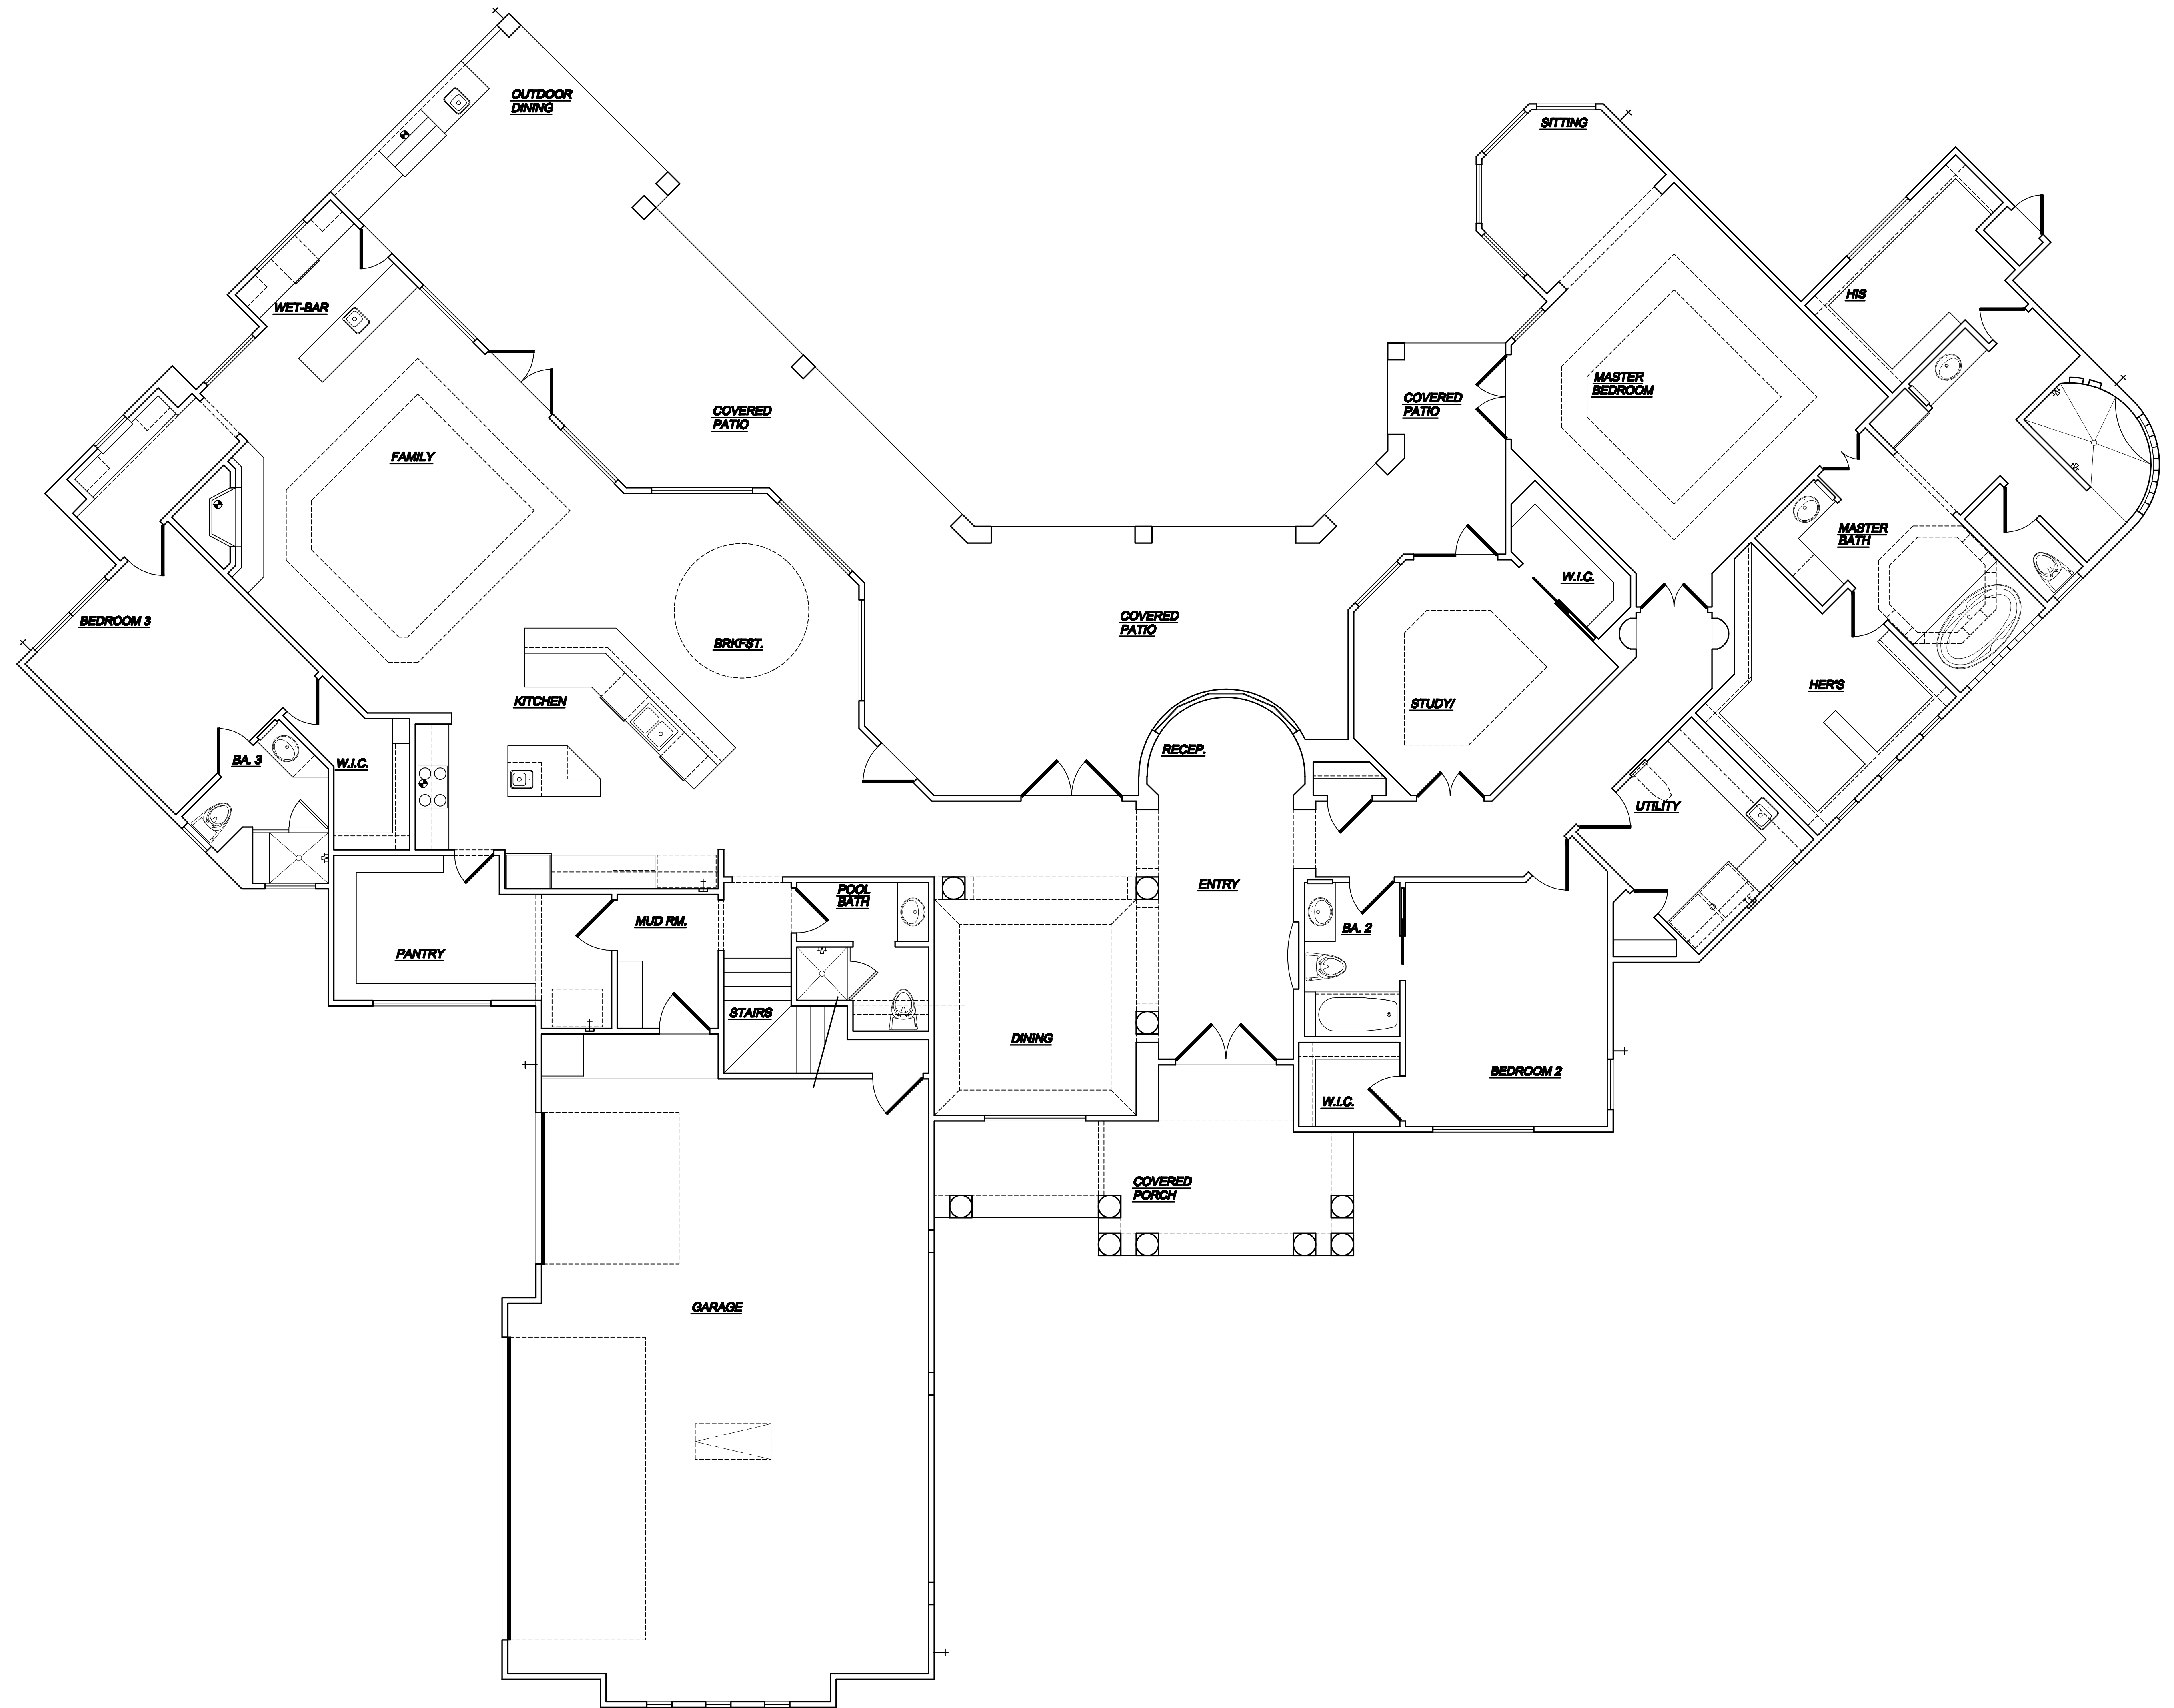 OUTDOOR
DINING
SITTING
HIS
WET-BAR
MASTER
BEDROOM
COVERED
PATIO
COVERED
PATIO
FAMILY
MASTER
BATH
W.I.C.
BEDROOM 3
COVERED
PATIO
BRKFST.
HER'S
KITCHEN
STUDY/
RECEP.
BA. 3
W.I.C.
UTILITY
POOL
BATH
ENTRY
MUD RM.
BA. 2
PANTRY
STAIRS
DINING
BEDROOM 2
W.I.C.
COVERED
PORCH
GARAGE